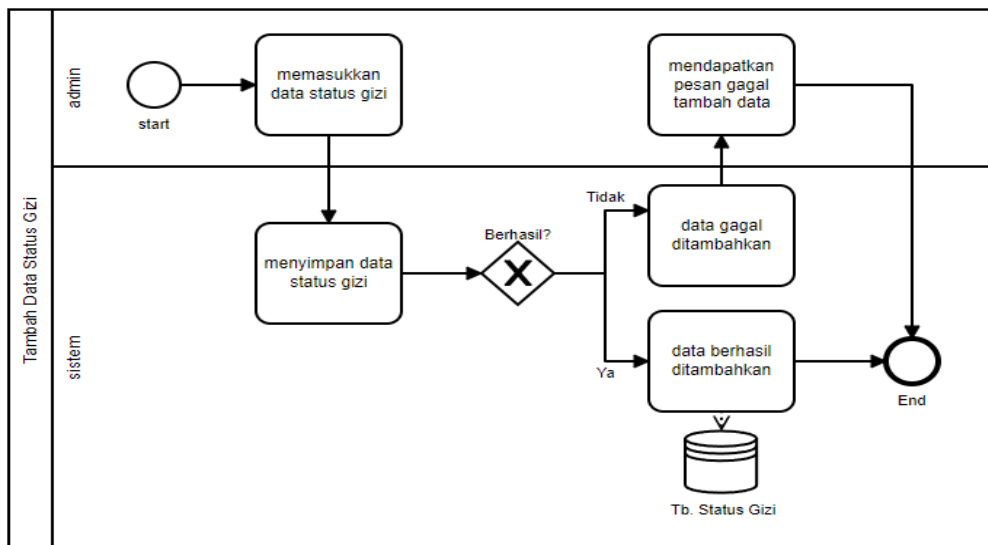 Tambah Data Status Gizi
admin
start
memasukkan
data status gizi
mendapatkan
pesan gagal
tambah data
sistem
menyimpan data
status gizi
Berhasil?
Tidak
data gagal
ditambahkan
Ya
data berhasil
ditambahkan
End
Tb. Status Gizi